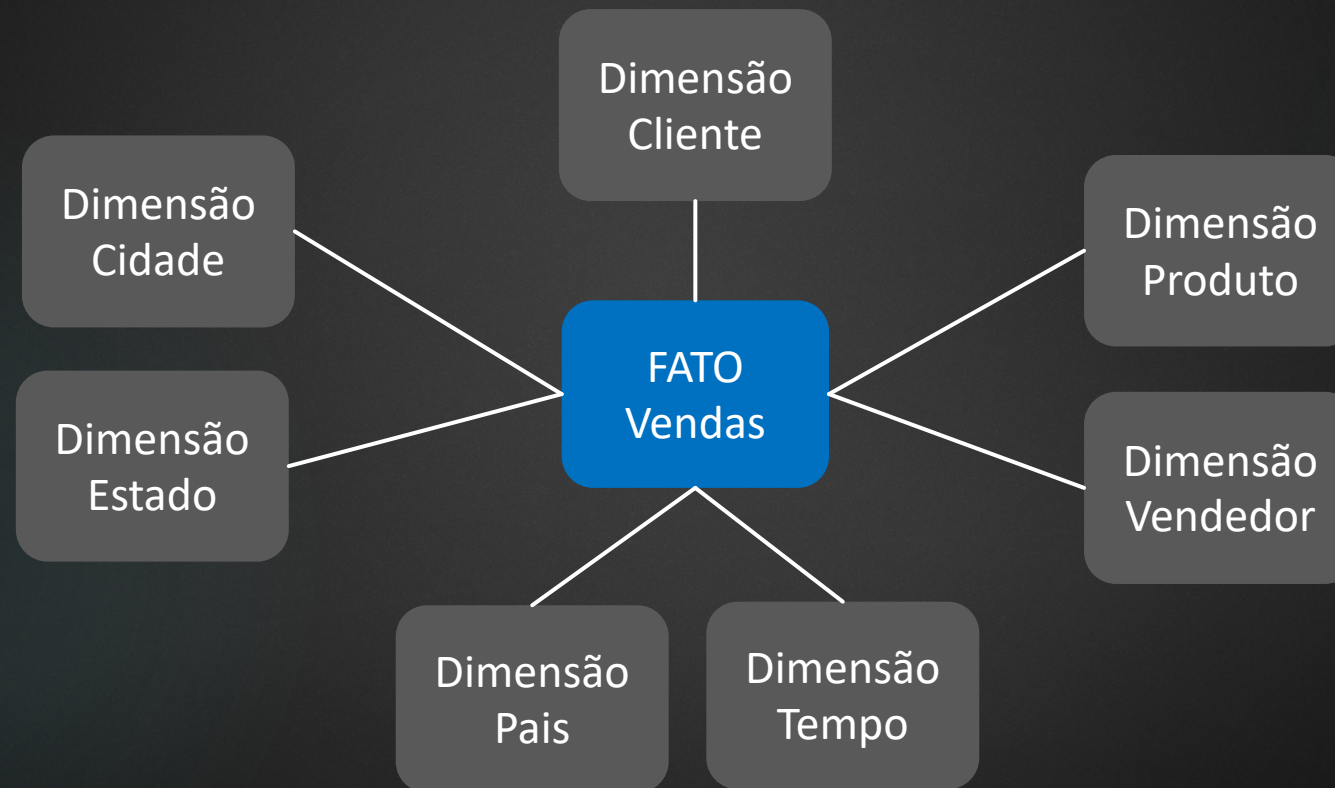 Dimensão
Cliente
Dimensão
Cidade
Dimensão
Produto
FATO
Vendas
Dimensão
Estado
Dimensão
Vendedor
Dimensão
Pais
Dimensão
Tempo